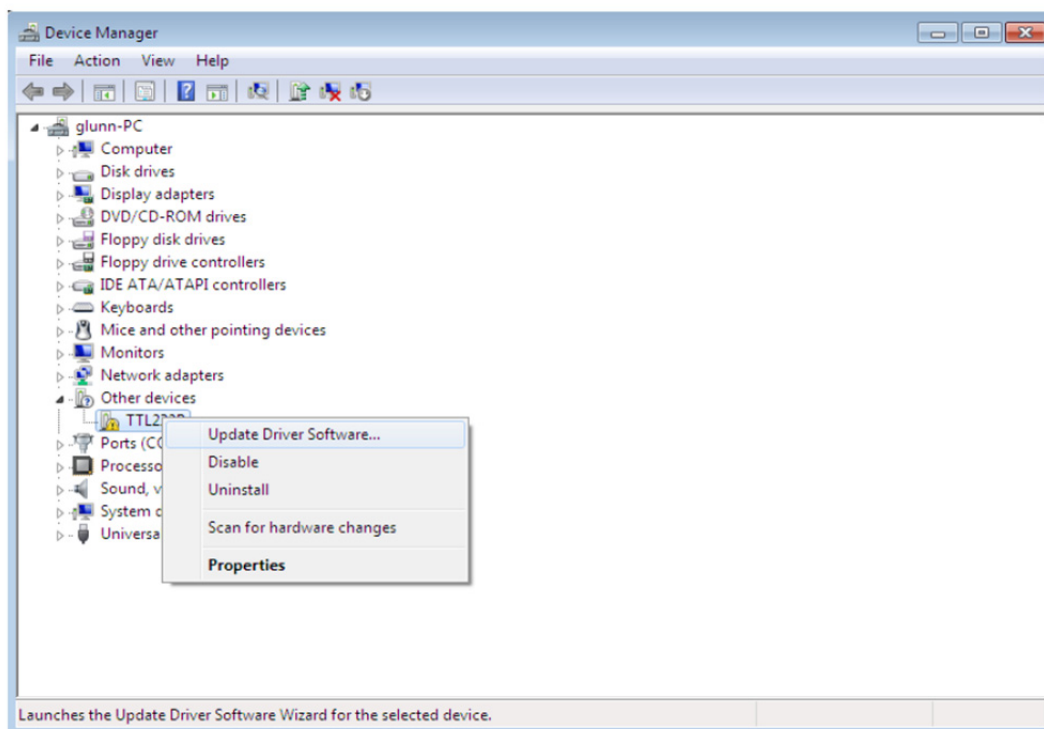 Device Manager
File Action View Help
glunn-PC
Computer
Disk drives
Display adapters
DVD/CD-ROM drives
Floppy disk drives
Floppy drive controllers
IDE ATA/ATAPI controllers
Keyboards
Mice and other pointing devices
Monitors
Network adapters
Other devices
Ports
Sound,
System
Update Driver Software...
Disable
Uninstall
Scan for hardware changes
Properties
Launches the Update Driver Software Wizard for the selected device.